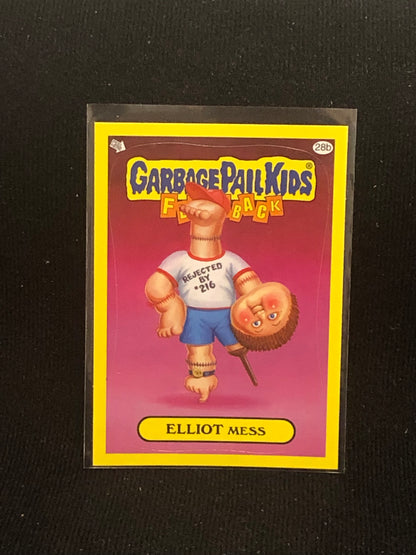 28b
GARBAGE PAIL KIDS®
FLASHBACK
REJECTED
BY
#216
ELLIOT MESS